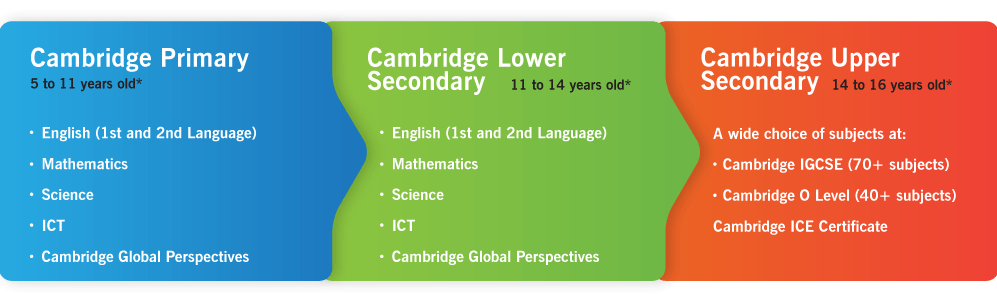 Cambridge Primary
5 to 11 years old*
• English (1st and 2nd Language)
• Mathematics
• Science
• ICT
• Cambridge Global Perspectives
Cambridge Lower
Secondary 11 to 14 years old*
• English (1st and 2nd Language)
• Mathematics
• Science
• ICT
• Cambridge Global Perspectives
Cambridge Upper
Secondary 14 to 16 years old*
A wide choice of subjects at:
• Cambridge IGCSE (70+ subjects)
• Cambridge O Level (40+ subjects)
Cambridge ICE Certificate